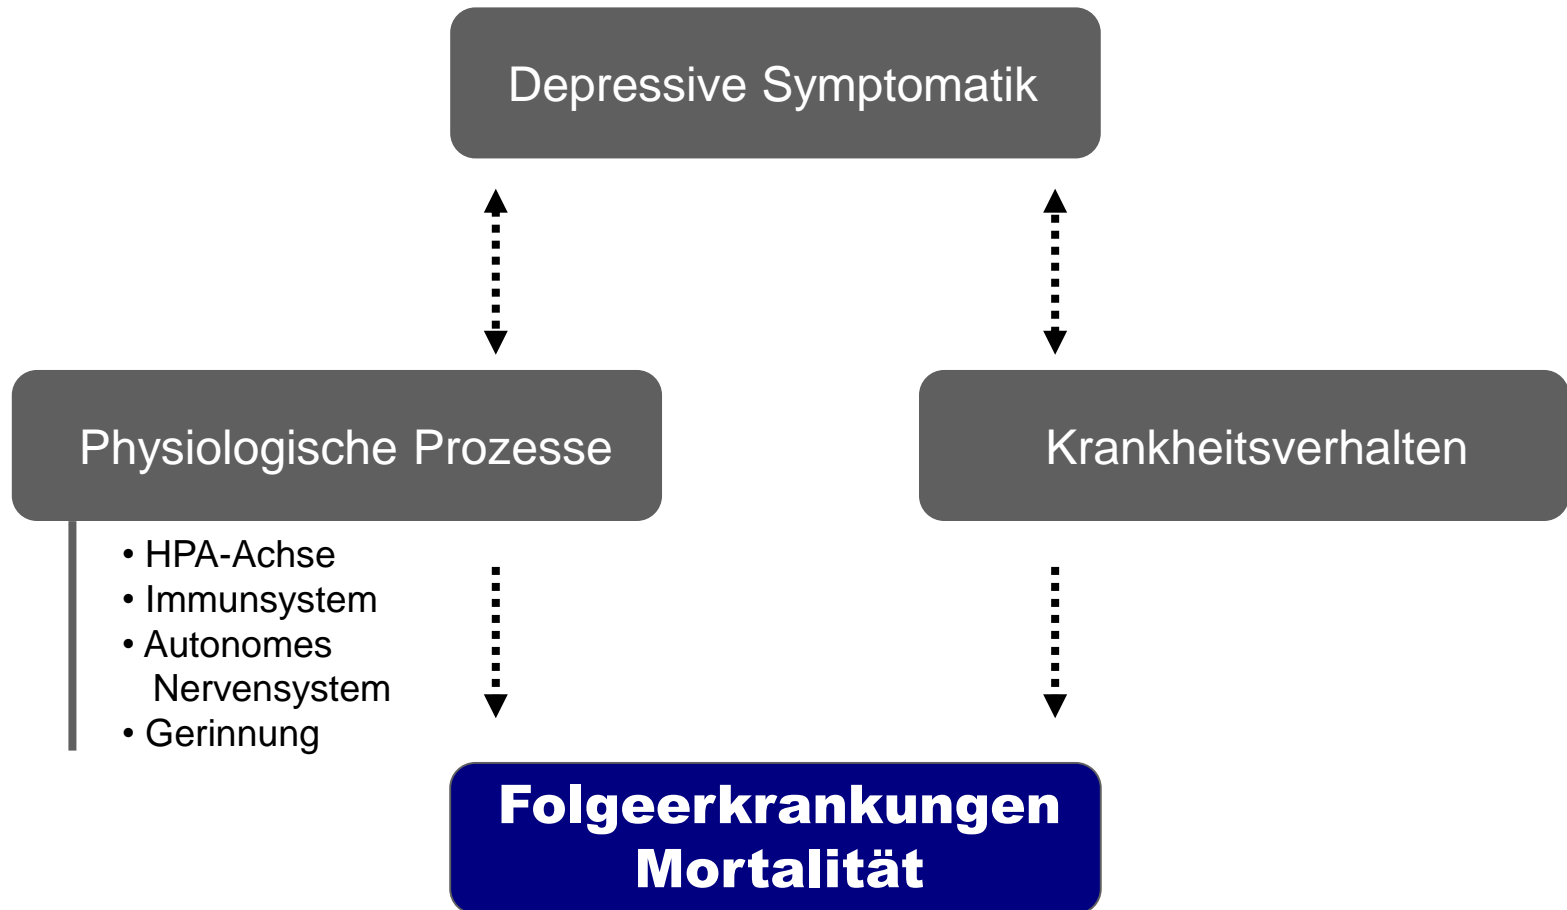 Depressive Symptomatik
Physiologische Prozesse
Krankheitsverhalten
• HPA-Achse
• Immunsystem
• Autonomes
Nervensystem
• Gerinnung
Folgeerkrankungen
Mortalität